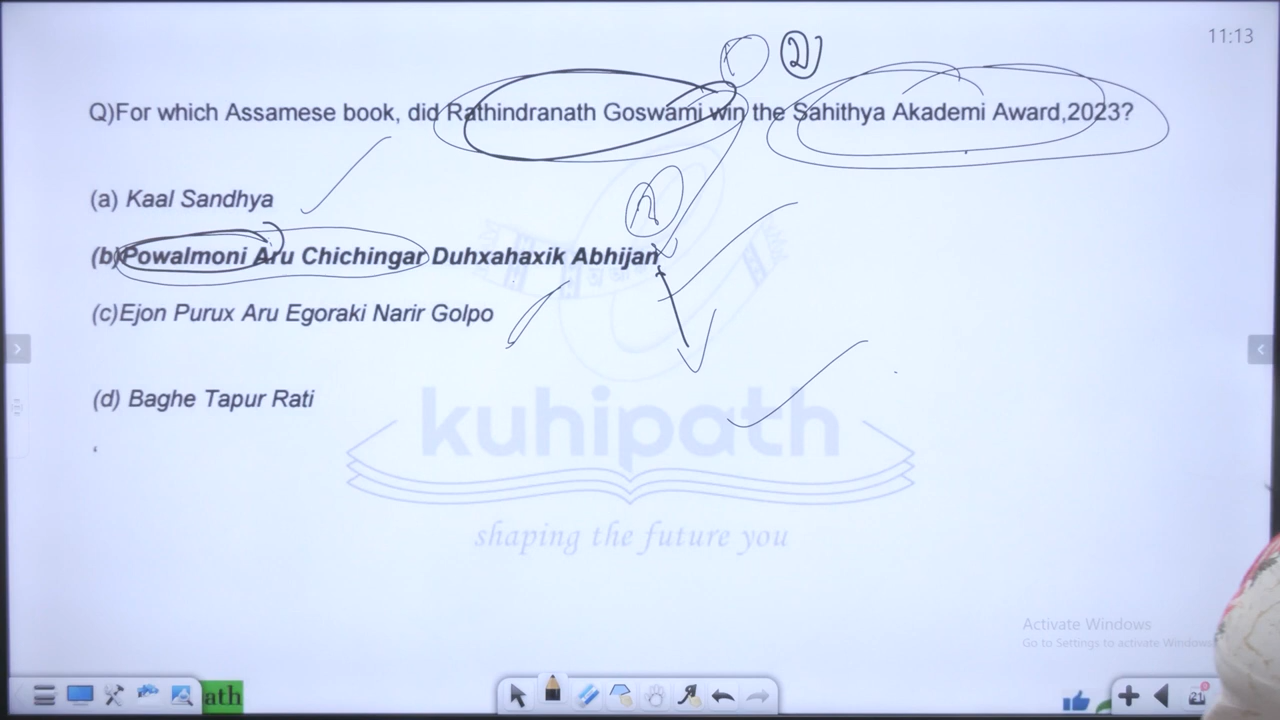 11:13
Q)For which Assamese book, did Rathindranath Goswami win the Sahithya Akademi Award,2023?
(a) Kaal Sandhya
(b)Powalmoni Aru Chichingar Duhxahaxik Abhijan
(c)Ejon Purux Aru Egoraki Narir Golpo
(d) Baghe Tapur Rati
kuhipath
shaping the future you
Activate Windows
Go to Settings to activate Windows
ath
21